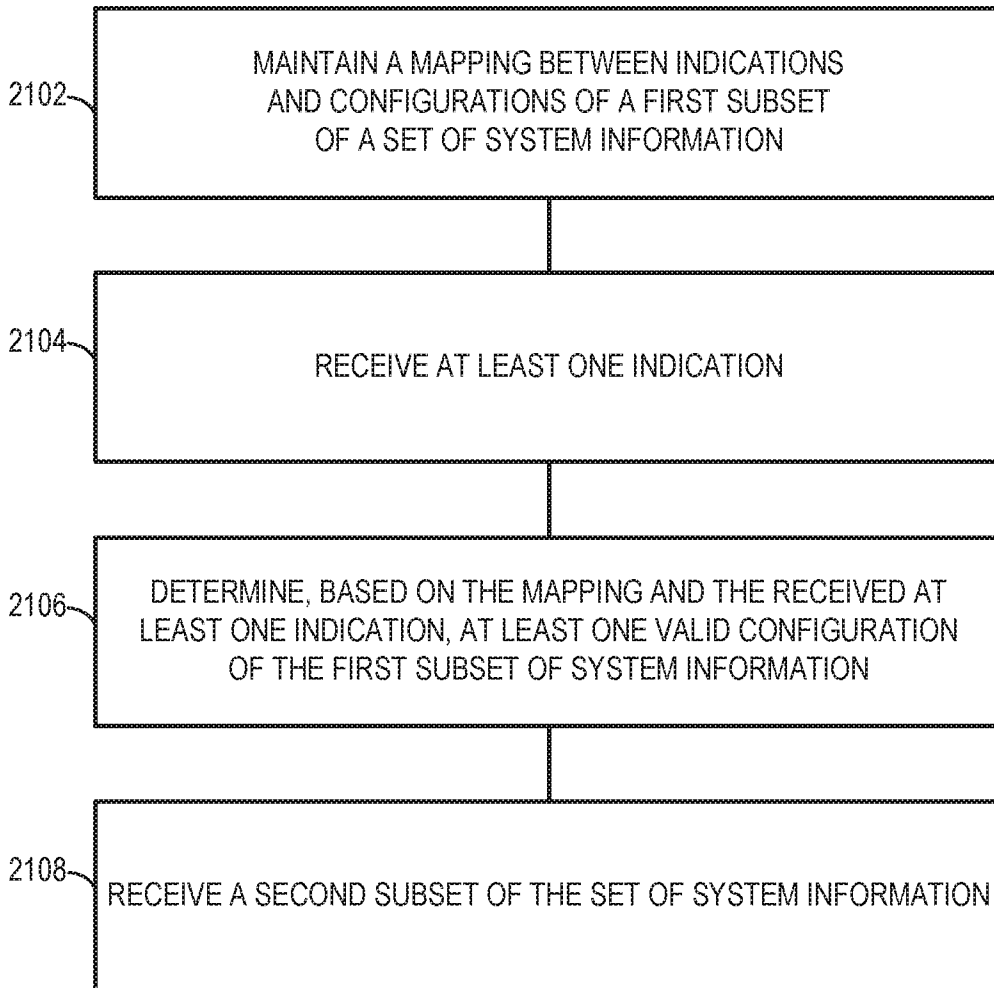 2102
MAINTAIN A MAPPING BETWEEN INDICATIONS
AND CONFIGURATIONS OF A FIRST SUBSET
OF A SET OF SYSTEM INFORMATION
2104
RECEIVE AT LEAST ONE INDICATION
2106
DETERMINE, BASED ON THE MAPPING AND THE RECEIVED AT
LEAST ONE INDICATION, AT LEAST ONE VALID CONFIGURATION
OF THE FIRST SUBSET OF SYSTEM INFORMATION
2108
RECEIVE A SECOND SUBSET OF THE SET OF SYSTEM INFORMATION